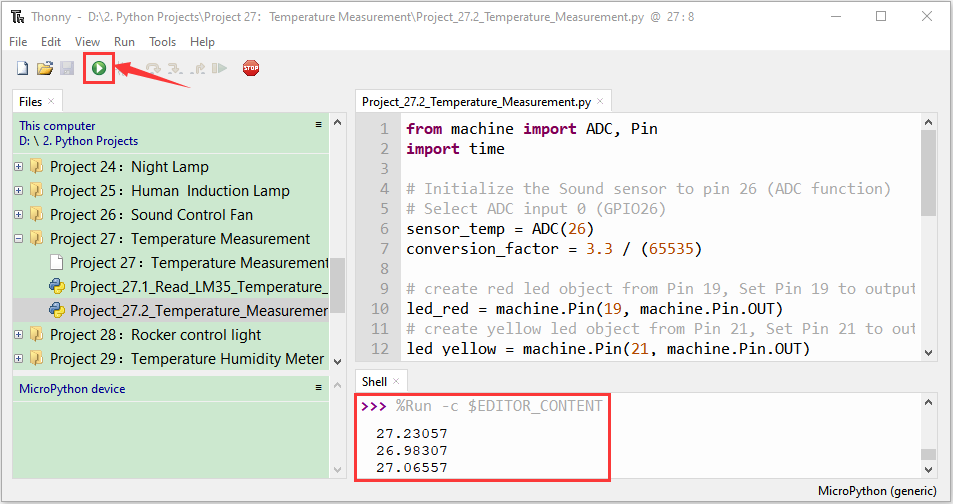 Thonny - D:\2. Python Projects\Project 27：Temperature Measurement\Project_27.2_Temperature_Measurement.py @ 27:8
File Edit View Run Tools Help
STOP
Files
This computer
D: \ 2. Python Projects
Project 24：Night Lamp
Project 25：Human Induction Lamp
Project 26：Sound Control Fan
Project 27：Temperature Measurement
Project 27：Temperature Measurement
Project_27.1_Read_LM35_Temperature_
Project_27.2_Temperature_Measuremer
Project 28：Rocker control light
Project 29：Temperature Humidity Meter
MicroPython device
Project_27.2_Temperature_Measurement.py
1 from machine import ADC, Pin
2 import time
3
4 # Initialize the Sound sensor to pin 26 (ADC function)
5 # Select ADC input 0 (GPIO26)
6 sensor_temp = ADC(26)
7 conversion_factor = 3.3 / (65535)
8
9 # create red led object from Pin 19, Set Pin 19 to output
10 led_red = machine.Pin(19, machine.Pin.OUT)
11 # create yellow led object from Pin 21, Set Pin 21 to out
12 led_yellow = machine.Pin(21, machine.Pin.OUT)
Shell
>>> %Run -c $EDITOR_CONTENT
27.23057
26.98307
27.06557
MicroPython (generic)